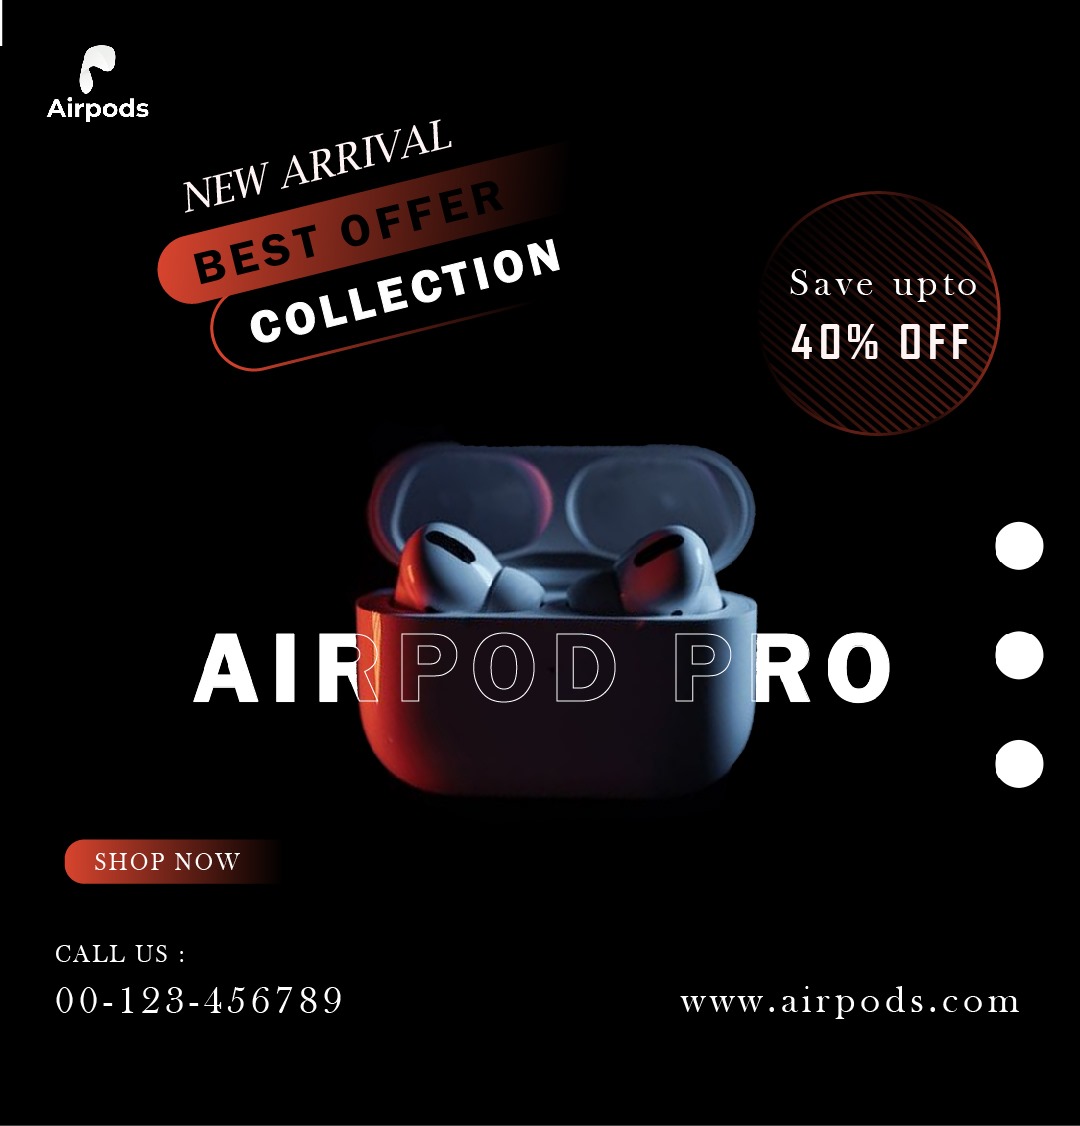 Airpods
NEW ARRIVAL
BEST OFFER
COLLECTION
Save upto
40% OFF
AIRPOD PRO
SHOP NOW
CALL US :
00-123-456789
www.airpods.com